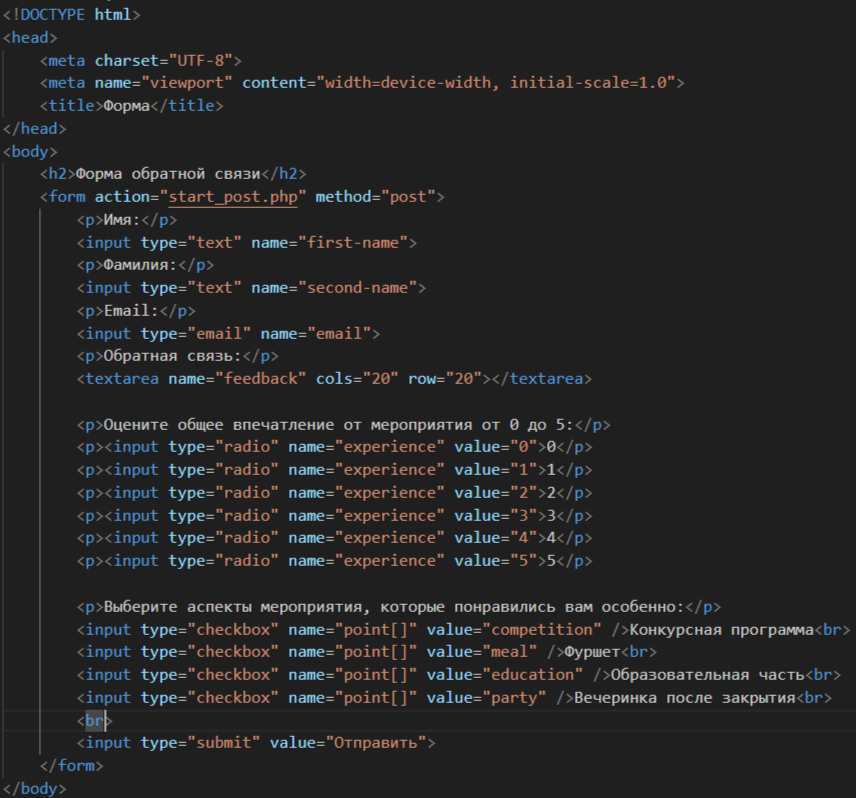 <!DOCTYPE html>
<head>
    <meta charset="UTF-8">
    <meta name="viewport" content="width=device-width, initial-scale=1.0">
    <title>Форма</title>
</head>
<body>
    <h2>Форма обратной связи</h2>
    <form action="start_post.php" method="post">
        <p>Имя:</p>
        <input type="text" name="first-name">
        <p>Фамилия:</p>
        <input type="text" name="second-name">
        <p>Email:</p>
        <input type="email" name="email">
        <p>Обратная связь:</p>
        <textarea name="feedback" cols="20" row="20"></textarea>

        <p>Оцените общее впечатление от мероприятия от 0 до 5:</p>
        <p><input type="radio" name="experience" value="0">0</p>
        <p><input type="radio" name="experience" value="1">1</p>
        <p><input type="radio" name="experience" value="2">2</p>
        <p><input type="radio" name="experience" value="3">3</p>
        <p><input type="radio" name="experience" value="4">4</p>
        <p><input type="radio" name="experience" value="5">5</p>

        <p>Выберите аспекты мероприятия, которые понравились вам особенно:</p>
        <input type="checkbox" name="point[]" value="competition" />Конкурсная программа<br>
        <input type="checkbox" name="point[]" value="meal" />Фуршет<br>
        <input type="checkbox" name="point[]" value="education" />Образовательная часть<br>
        <input type="checkbox" name="point[]" value="party" />Вечеринка после закрытия<br>
        <br>
        <input type="submit" value="Отправить">
    </form>
</body>